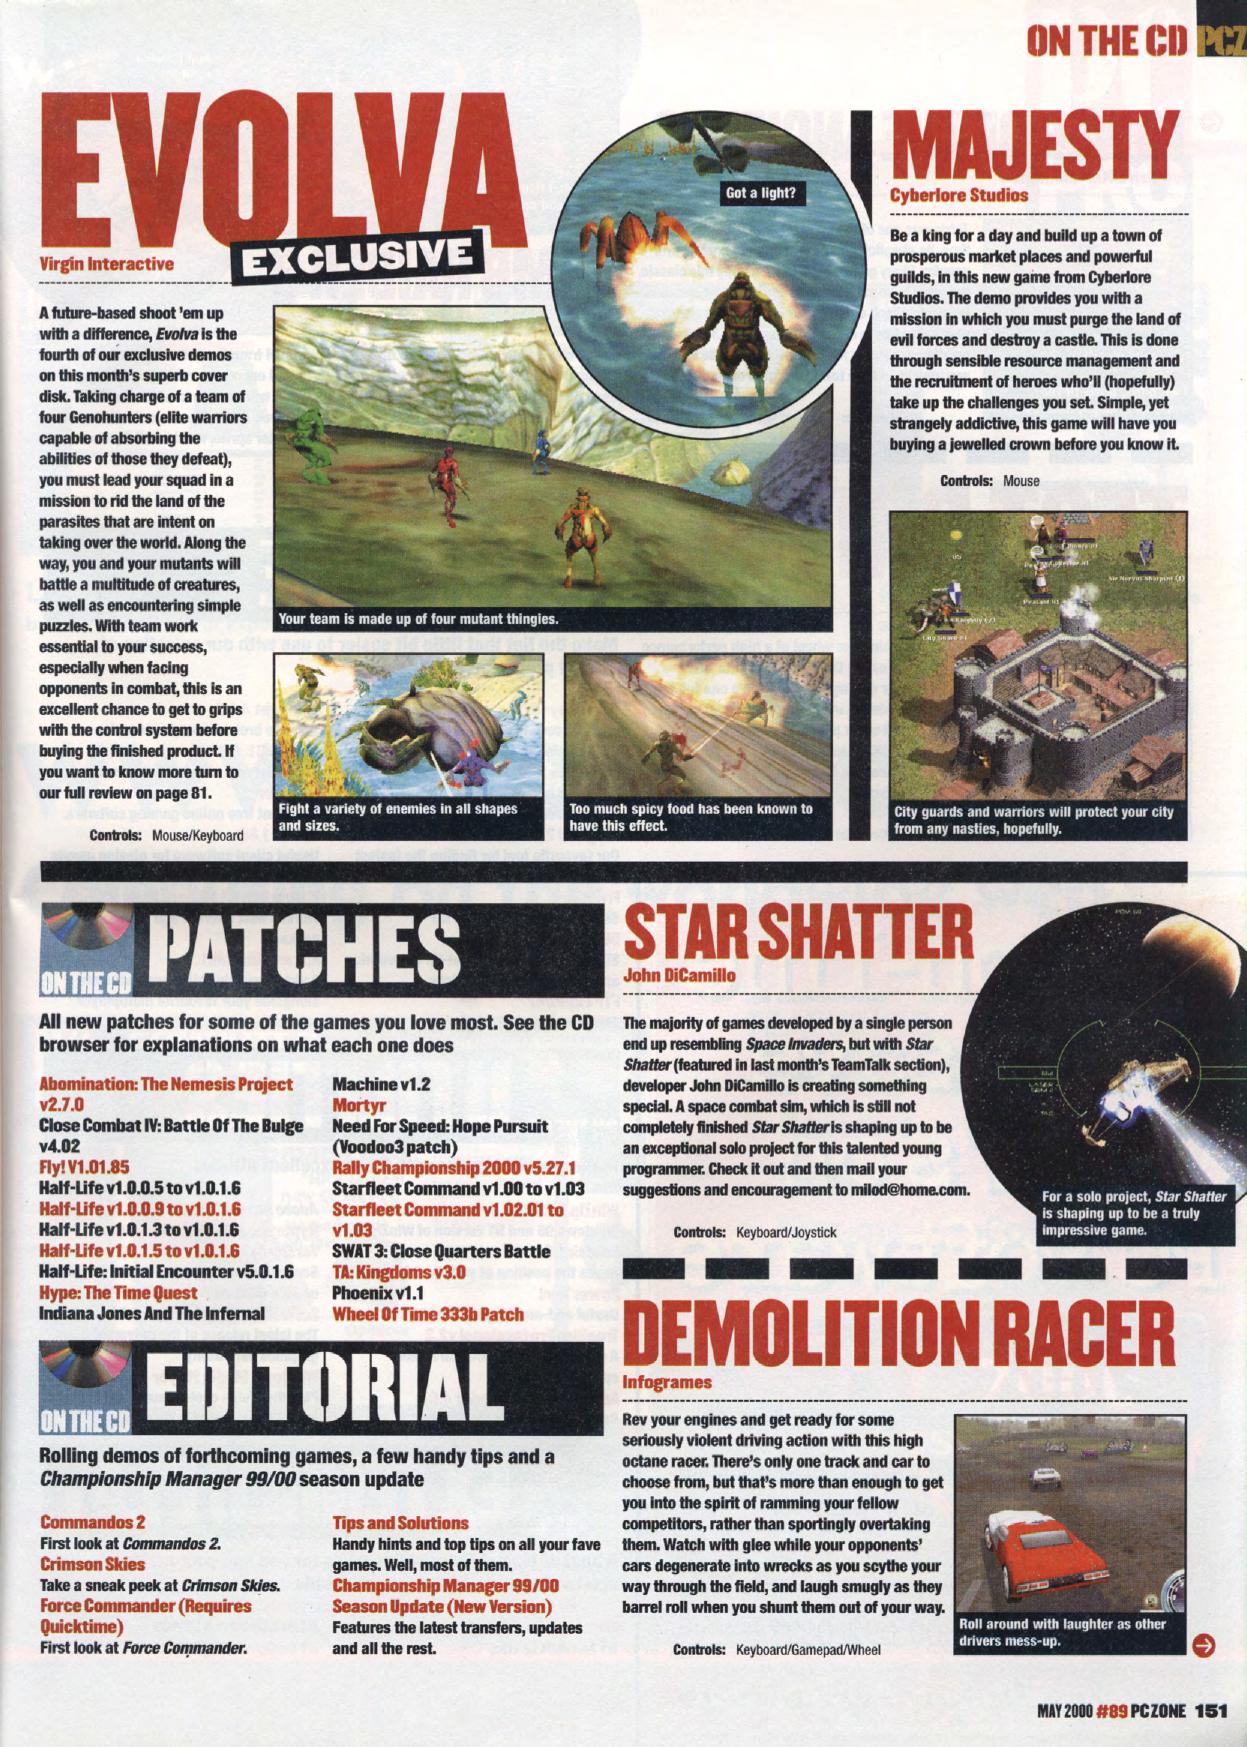 ON THE CD PCZ
EVOLVA
EXCLUSIVE
Virgin Interactive
A future-based shoot 'em up
with a difference, Evolva is the
fourth of our exclusive demos
on this month's superb cover
disk. Taking charge of a team of
four Genohunters (elite warriors
capable of absorbing the
abilities of those they defeat),
you must lead your squad in a
mission to rid the land of the
parasites that are intent on
taking over the world. Along the
way, you and your mutants will
battle a multitude of creatures,
as well as encountering simple
puzzles. With team work
essential to your success,
especially when facing
opponents in combat, this is an
excellent chance to get to grips
with the control system before
buying the finished product. If
you want to know more turn to
our full review on page 81.
Controls: Mouse/Keyboard
Got a light?
Your team is made up of four mutant thingies.
Fight a variety of enemies in all shapes
and sizes.
Too much spicy food has been known to
have this effect.
MAJESTY
Cyberlore Studios
Be a king for a day and build up a town of
prosperous market places and powerful
guilds, in this new game from Cyberlore
Studios. The demo provides you with a
mission in which you must purge the land of
evil forces and destroy a castle. This is done
through sensible resource management and
the recruitment of heroes who'll (hopefully)
take up the challenges you set. Simple, yet
strangely addictive, this game will have you
buying a jewelled crown before you know it.
Controls: Mouse
City guards and warriors will protect your city
from any nasties, hopefully.
ON THE CD
PATCHES
All new patches for some of the games you love most. See the CD
browser for explanations on what each one does
Abomination: The Nemesis Project
v2.7.0
Close Combat IV: Battle Of The Bulge
v4.02
Fly! V1.01.85
Half-Life v1.0.0.5 to v1.0.1.6
Half-Life v1.0.0.9 to v1.0.1.6
Half-Life v1.0.1.3 to v1.0.1.6
Half-Life v1.0.1.5 to v1.0.1.6
Half-Life: Initial Encounter v5.0.1.6
Hype: The Time Quest
Indiana Jones And The Infernal
Machine v1.2
Mortyr
Need For Speed: Hope Pursuit
(Voodoo3 patch)
Rally Championship 2000 v5.27.1
Starfleet Command v1.00 to v1.03
Starfleet Command v1.02.01 to
v1.03
SWAT 3: Close Quarters Battle
TA: Kingdoms v3.0
Phoenix v1.1
Wheel Of Time 333b Patch
ON THE CD
EDITORIAL
Rolling demos of forthcoming games, a few handy tips and a
Championship Manager 99/00 season update
Commandos 2
First look at Commandos 2.
Crimson Skies
Take a sneak peek at Crimson Skies.
Force Commander (Requires
Quicktime)
First look at Force Commander.
Tips and Solutions
Handy hints and top tips on all your fave
games. Well, most of them.
Championship Manager 99/00
Season Update (New Version)
Features the latest transfers, updates
and all the rest.
STAR SHATTER
John DiCamillo
The majority of games developed by a single person
end up resembling Space Invaders, but with Star
Shatter (featured in last month's TeamTalk section),
developer John DiCamillo is creating something
special. A space combat sim, which is still not
completely finished Star Shatter is shaping up to be
an exceptional solo project for this talented young
programmer. Check it out and then mail your
suggestions and encouragement to milod@home.com.
Controls: Keyboard/Joystick
For a solo project, Star Shatter
is shaping up to be a truly
impressive game.
DEMOLITION RACER
Infogrames
Rev your engines and get ready for some
seriously violent driving action with this high
octane racer. There's only one track and car to
choose from, but that's more than enough to get
you into the spirit of ramming your fellow
competitors, rather than sportingly overtaking
them. Watch with glee while your opponents'
cars degenerate into wrecks as you scythe your
way through the field, and laugh smugly as they
barrel roll when you shunt them out of your way.
Controls: Keyboard/Gamepad/Wheel
Roll around with laughter as other
drivers mess-up.
MAY 2000 #89 PC ZONE 151